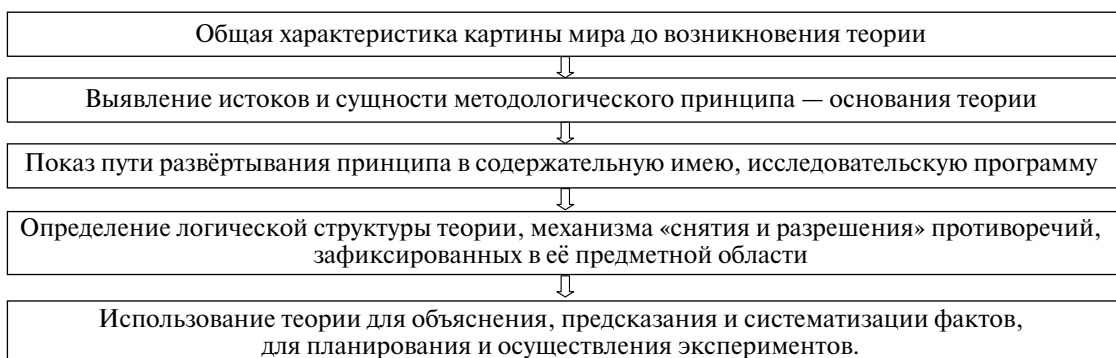 Общая характеристика картины мира до возникновения теории
Выявление истоков и сущности методологического принципа — основания теории
Показ пути развёртывания принципа в содержательную имею, исследовательскую программу
Определение логической структуры теории, механизма «снятия и разрешения» противоречий,
зафиксированных в её предметной области
Использование теории для объяснения, предсказания и систематизации фактов,
для планирования и осуществления экспериментов.